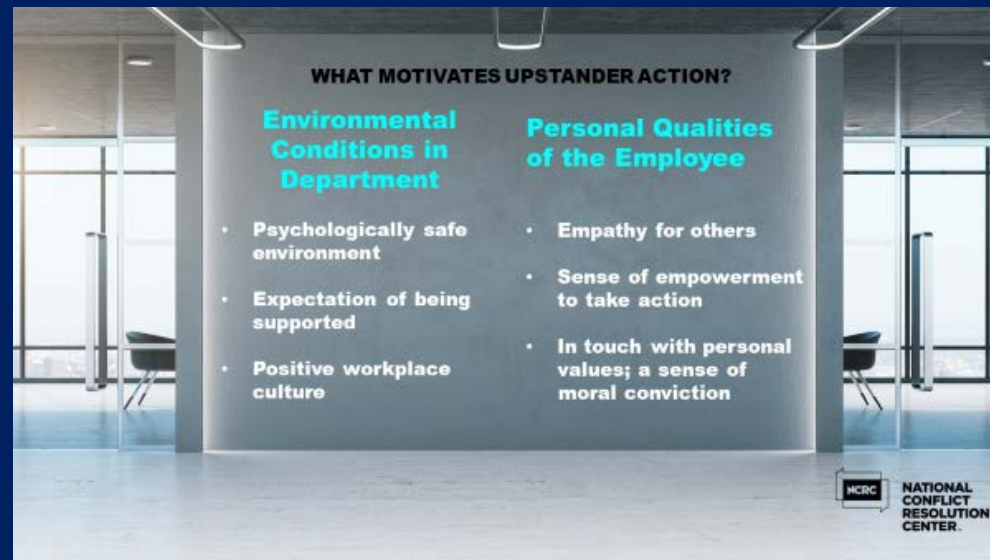 WHAT MOTIVATES UPSTANDER ACTION?
Environmental
Conditions in
Department
• Psychologically safe
environment
• Expectation of being
supported
• Positive workplace
culture
Personal Qualities
of the Employee
• Empathy for others
• Sense of empowerment
to take action
• In touch with personal
values; a sense of
moral conviction
NCRC
NATIONAL
CONFLICT
RESOLUTION
CENTER.